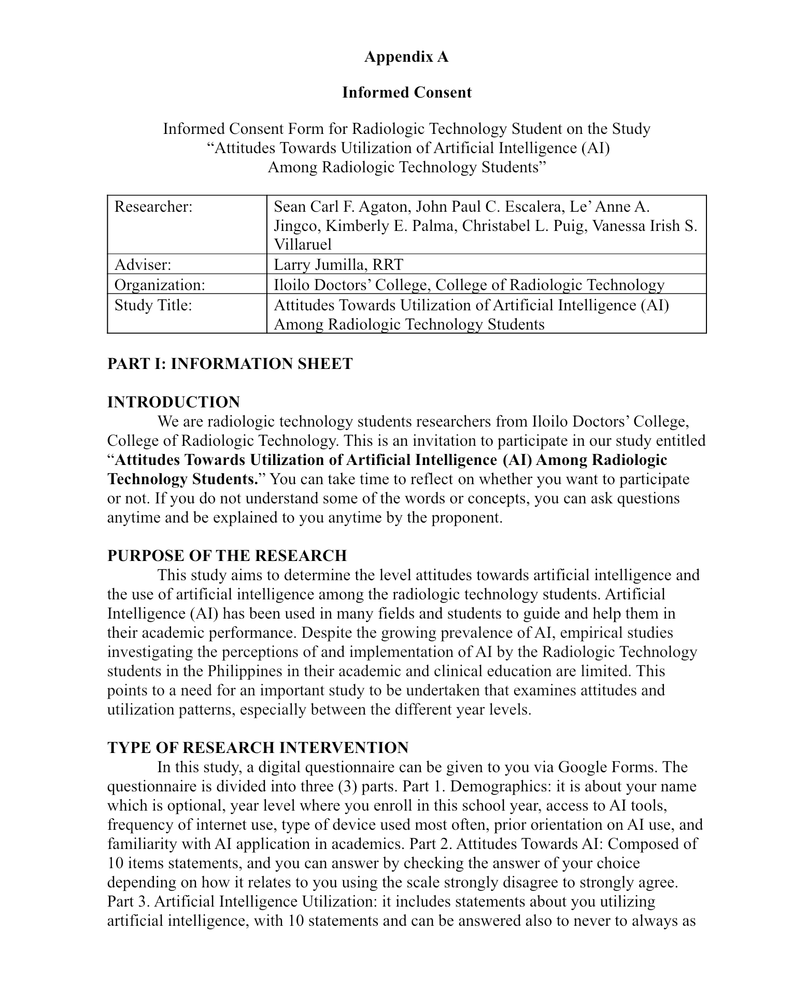 Appendix A
Informed Consent
Informed Consent Form for Radiologic Technology Student on the Study
“Attitudes Towards Utilization of Artificial Intelligence (AI)
Among Radiologic Technology Students”
Researcher: Sean Carl F. Agaton, John Paul C. Escalera, Le’ Anne A.
Jingco, Kimberly E. Palma, Christabel L. Puig, Vanessa Irish S.
Villaruel
Adviser: Larry Jumilla, RRT
Organization: Iloilo Doctors’ College, College of Radiologic Technology
Study Title: Attitudes Towards Utilization of Artificial Intelligence (AI)
Among Radiologic Technology Students
PART I: INFORMATION SHEET
INTRODUCTION
We are radiologic technology students researchers from Iloilo Doctors’ College,
College of Radiologic Technology. This is an invitation to participate in our study entitled
“Attitudes Towards Utilization of Artificial Intelligence (AI) Among Radiologic
Technology Students.” You can take time to reflect on whether you want to participate
or not. If you do not understand some of the words or concepts, you can ask questions
anytime and be explained to you anytime by the proponent.
PURPOSE OF THE RESEARCH
This study aims to determine the level attitudes towards artificial intelligence and
the use of artificial intelligence among the radiologic technology students. Artificial
Intelligence (AI) has been used in many fields and students to guide and help them in
their academic performance. Despite the growing prevalence of AI, empirical studies
investigating the perceptions of and implementation of AI by the Radiologic Technology
students in the Philippines in their academic and clinical education are limited. This
points to a need for an important study to be undertaken that examines attitudes and
utilization patterns, especially between the different year levels.
TYPE OF RESEARCH INTERVENTION
In this study, a digital questionnaire can be given to you via Google Forms. The
questionnaire is divided into three (3) parts. Part 1. Demographics: it is about your name
which is optional, year level where you enroll in this school year, access to AI tools,
frequency of internet use, type of device used most often, prior orientation on AI use, and
familiarity with AI application in academics. Part 2. Attitudes Towards AI: Composed of
10 items statements, and you can answer by checking the answer of your choice
depending on how it relates to you using the scale strongly disagree to strongly agree.
Part 3. Artificial Intelligence Utilization: it includes statements about you utilizing
artificial intelligence, with 10 statements and can be answered also to never to always as